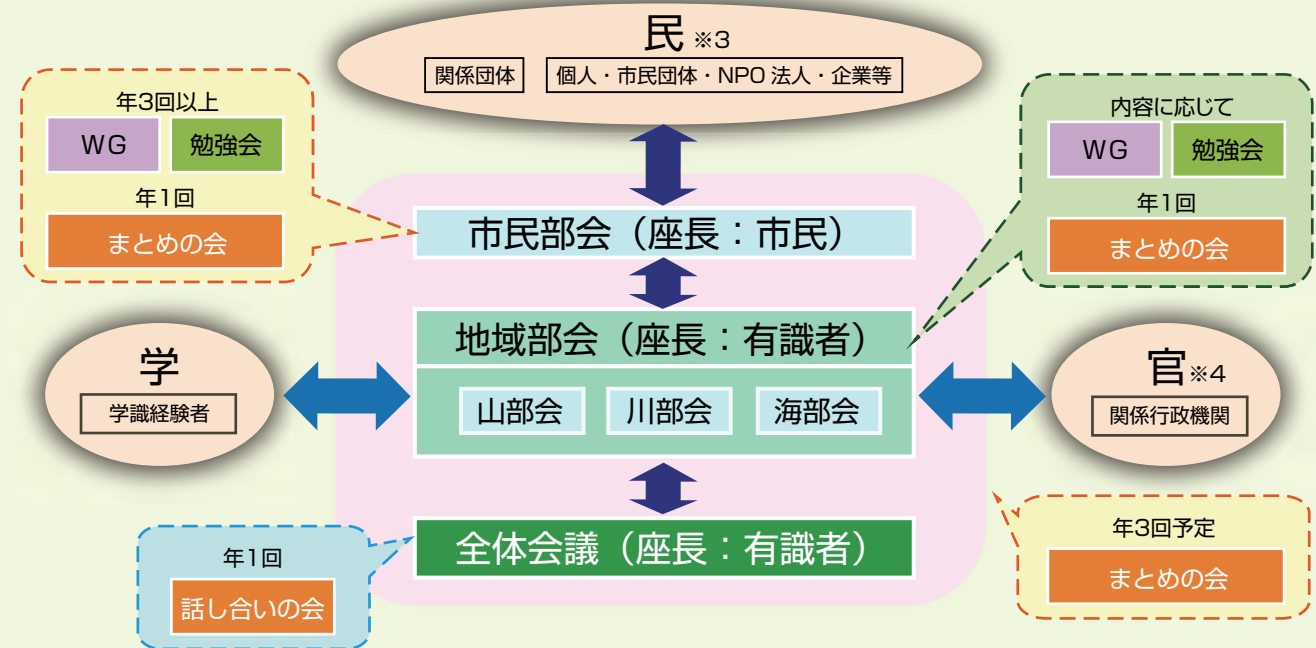 民 ※3
関係団体
個人・市民団体・NPO 法人・企業等
年3回以上
WG
勉強会
年1回
まとめの会
内容に応じて
WG
勉強会
年1回
まとめの会
市民部会（座長：市民）
地域部会（座長：有識者）
山部会
川部会
海部会
学
学識経験者
官※4
関係行政機関
全体会議（座長：有識者）
年1回
話し合いの会
年3回予定
まとめの会